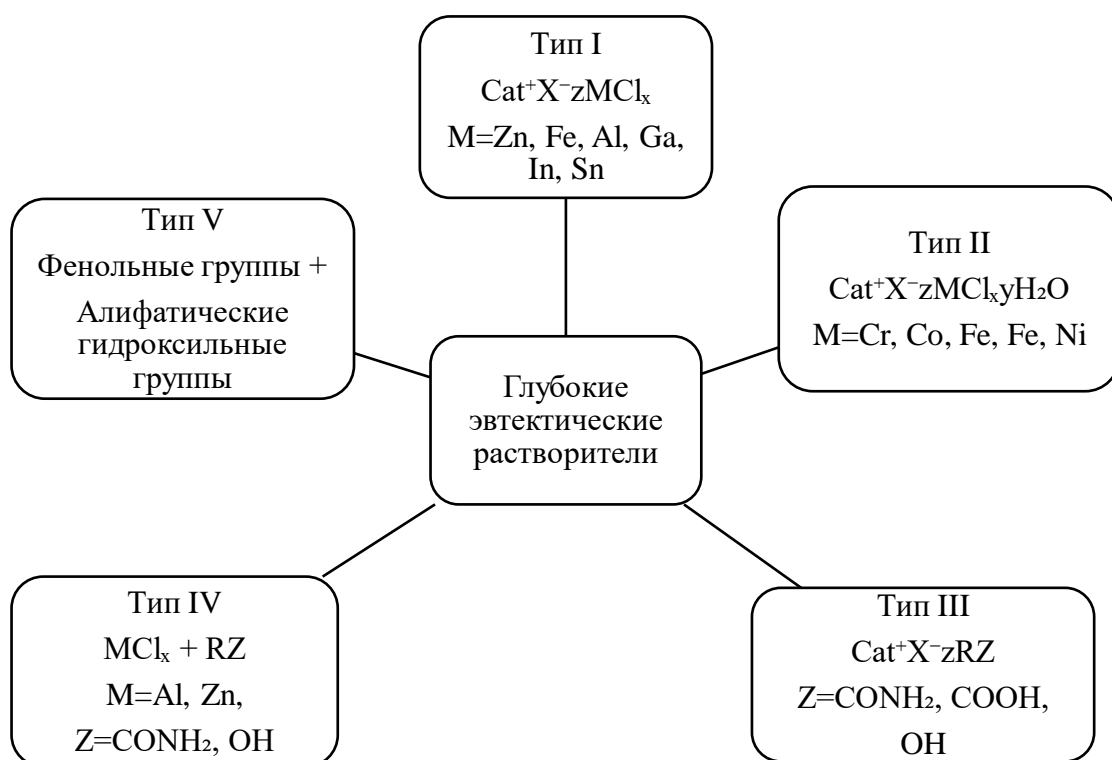 Тип I
Cat⁺X⁻zMClₓ
M=Zn, Fe, Al, Ga,
In, Sn
Тип V
Фенольные группы +
Алифатические
гидроксильные
группы
Тип II
Cat⁺X⁻zMClₓyH₂O
M=Cr, Co, Fe, Fe, Ni
Глубокие
эвтектические
растворители
Тип IV
MClₓ + RZ
M=Al, Zn,
Z=CONH₂, OH
Тип III
Cat⁺X⁻zRZ
Z=CONH₂, COOH,
OH